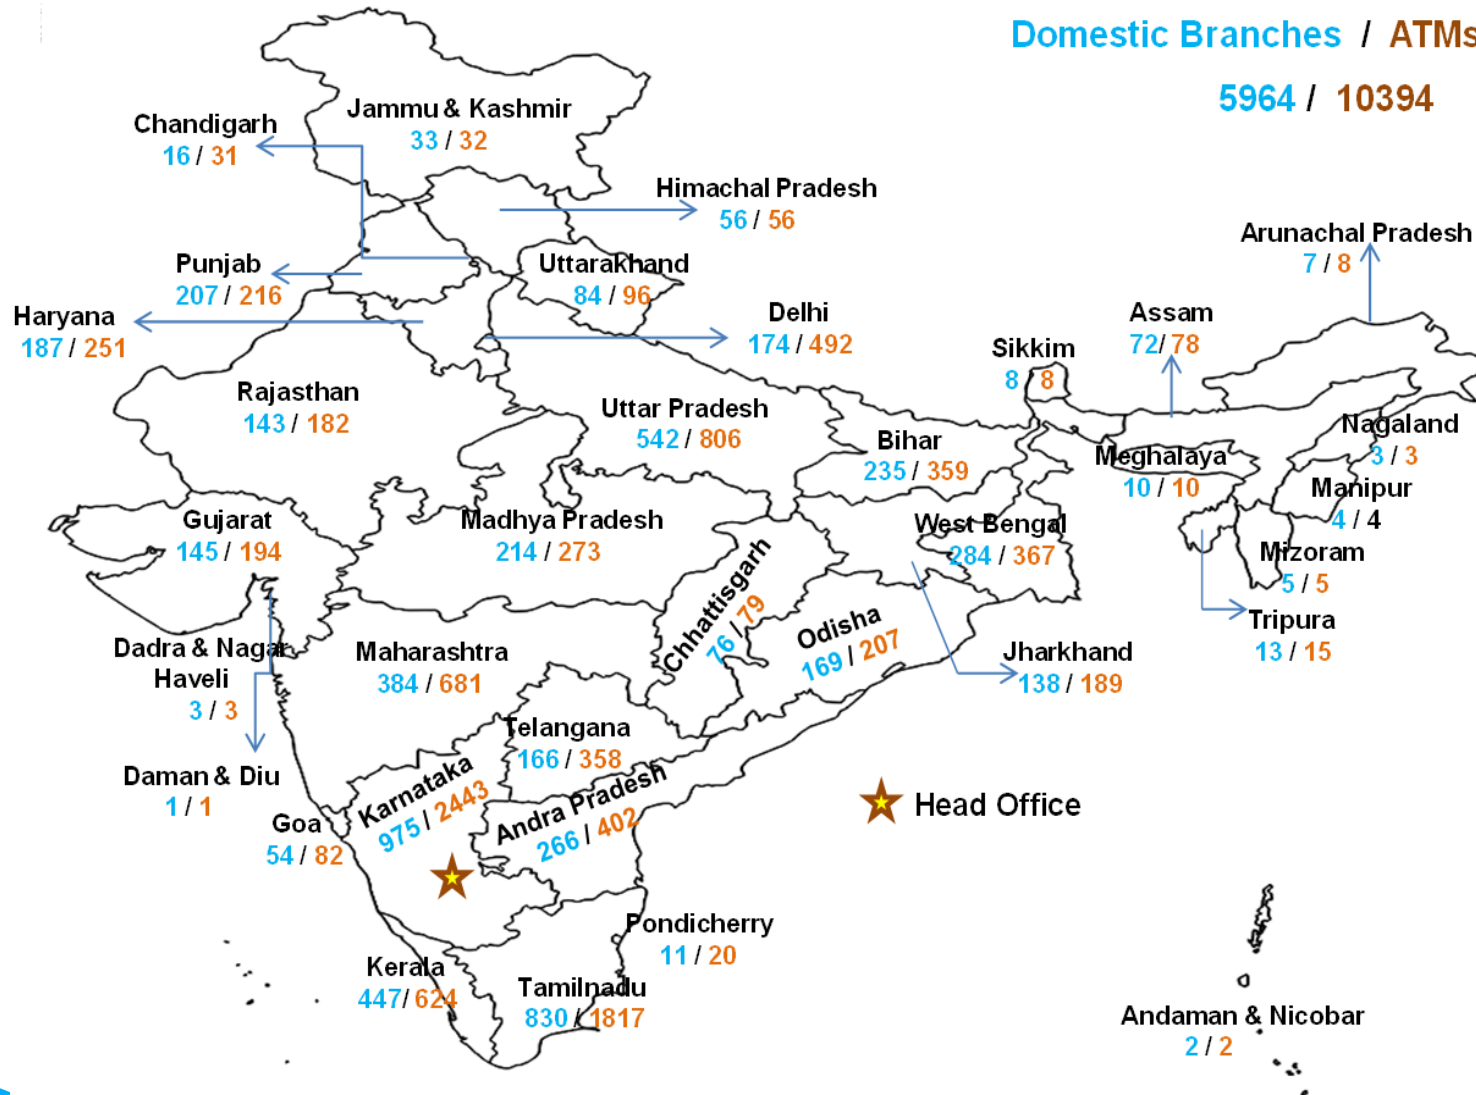 Domestic Branches / ATMs
5964 / 10394
Jammu & Kashmir
33 / 32
Chandigarh
16 / 31
Himachal Pradesh
56 / 56
Arunachal Pradesh
7 / 8
Punjab
207 / 216
Uttarakhand
84 / 96
Haryana
187 / 251
Delhi
174 / 492
Assam
72/ 78
Sikkim
8 / 8
Rajasthan
143 / 182
Uttar Pradesh
542 / 806
Bihar
235 / 359
Nagaland
3 / 3
Meghalaya
10 / 10
Manipur
4 / 4
Gujarat
145 / 194
Madhya Pradesh
214 / 273
West Bengal
284 / 367
Mizoram
5 / 5
Chhattisgarh
76 / 79
Tripura
13 / 15
Odisha
169 / 207
Dadra & Nagar
Haveli
3 / 3
Maharashtra
384 / 681
Jharkhand
138 / 189
Telangana
166 / 358
Daman & Diu
1 / 1
Karnataka
975 / 2443
Andra Pradesh
266 / 402
Head Office
Goa
54 / 82
Pondicherry
11 / 20
Kerala
447/ 624
Tamilnadu
830 / 1817
Andaman & Nicobar
2 / 2